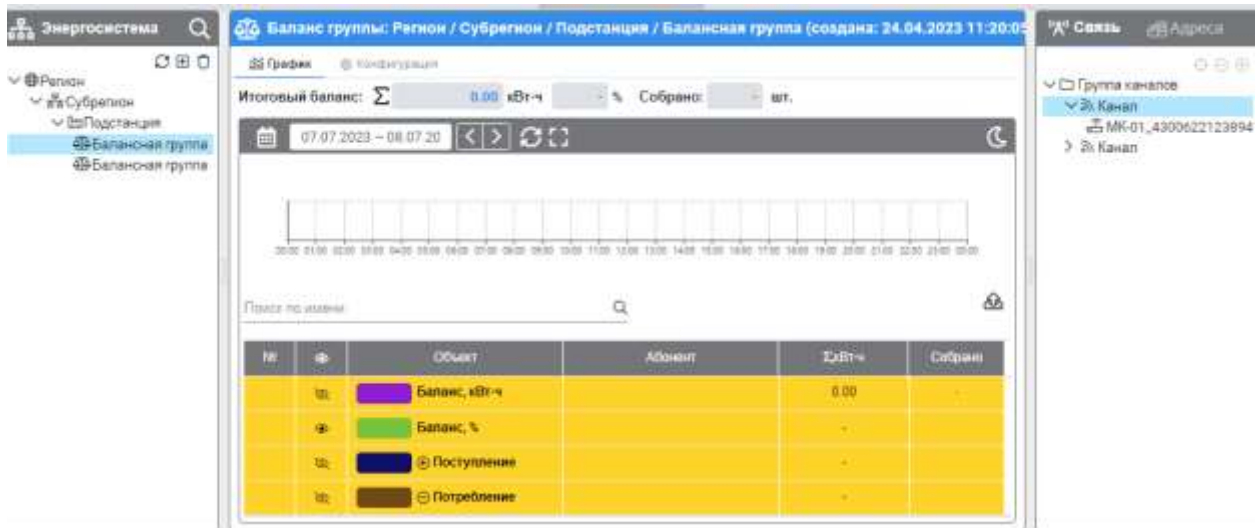 Энергосистема
Регион
Субрегион
Подстанция
Балансная группа
Балансная группа
Баланс группы: Регион / Субрегион / Подстанция / Балансная группа (создана: 24.04.2023 11:20:05
График Конфигурация
Итоговый баланс: Σ 0.00 кВт·ч - % Собрано: - шт.
07.07.2023 – 08.07.20
00:00 01:00 02:00 03:00 04:00 05:00 06:00 07:00 08:00 09:00 10:00 11:00 12:00 13:00 14:00 15:00 16:00 17:00 18:00 19:00 20:00 21:00 22:00 23:00 00:00
Поиск по имени
№ Объект Абонент Σ,кВт·ч Собрано
Баланс, кВт·ч 0.00 -
Баланс, % -
Поступление -
Потребление -
Связь Адреса
Группа каналов
Канал
МК-01_4300622123894
Канал